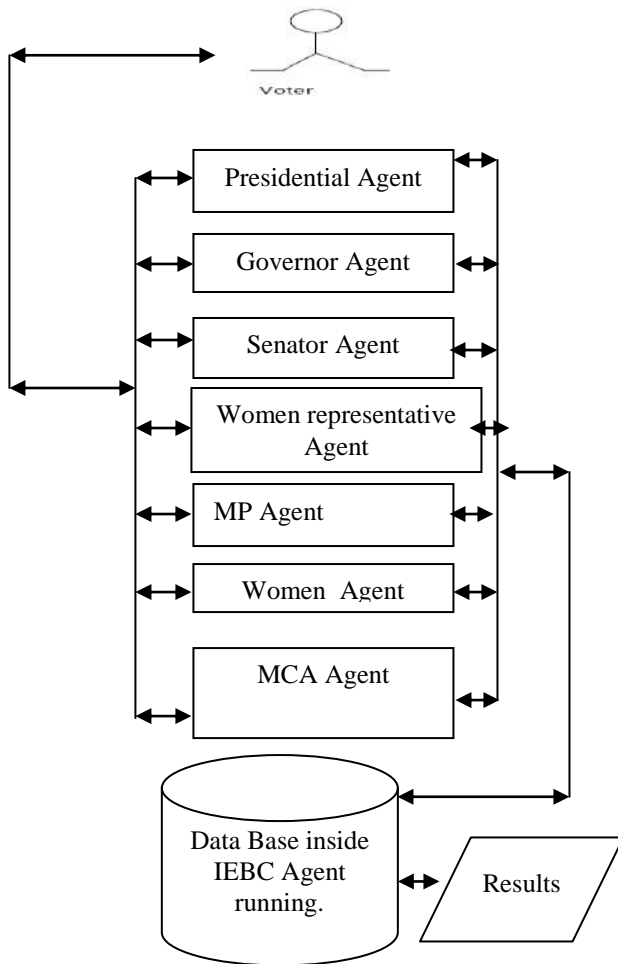 Voter
Presidential Agent
Governor Agent
Senator Agent
Women representative
Agent
MP Agent
Women Agent
MCA Agent
Data Base inside
IEBC Agent
running.
Results